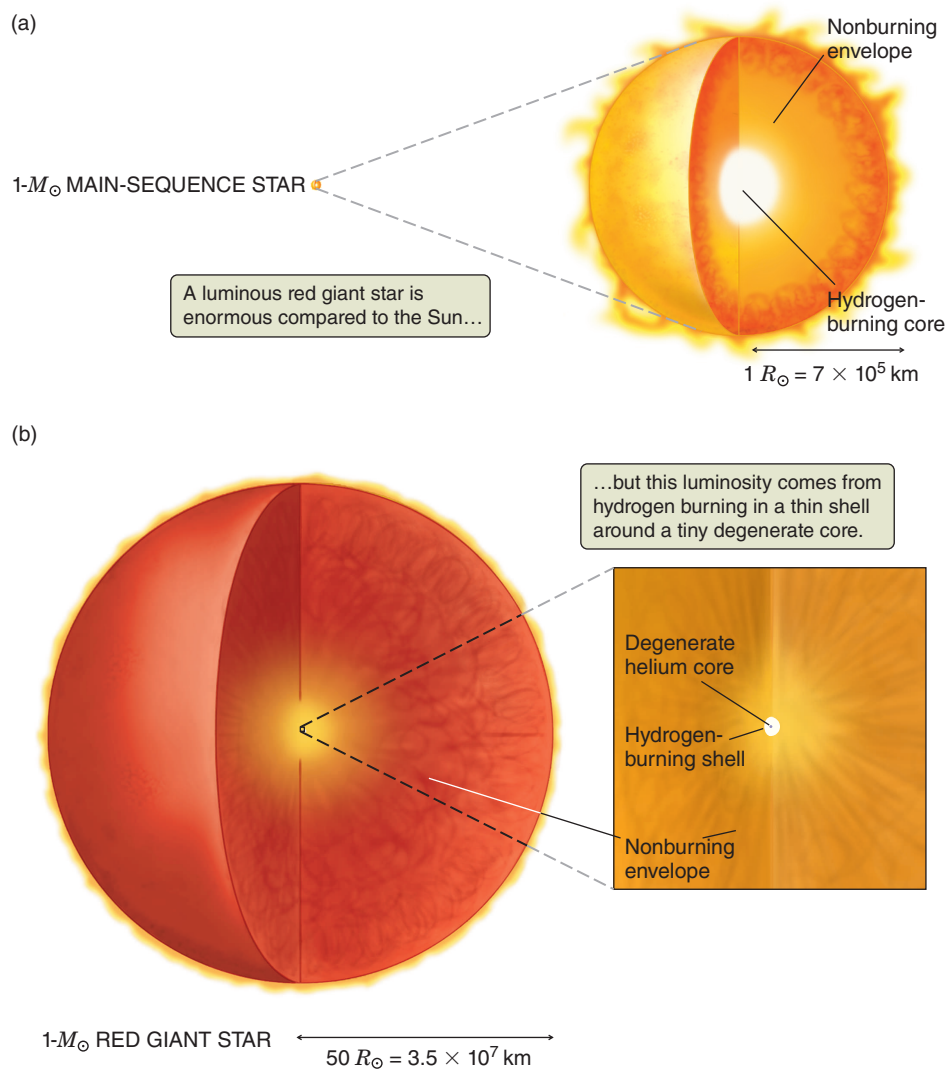 (a)
Nonburning
envelope
1-M☉ MAIN-SEQUENCE STAR
A luminous red giant star is
enormous compared to the Sun…
Hydrogen-
burning core
1 R☉ = 7 × 10⁵ km
(b)
…but this luminosity comes from
hydrogen burning in a thin shell
around a tiny degenerate core.
Degenerate
helium core
Hydrogen-
burning shell
Nonburning
envelope
1-M☉ RED GIANT STAR
50 R☉ = 3.5 × 10⁷ km